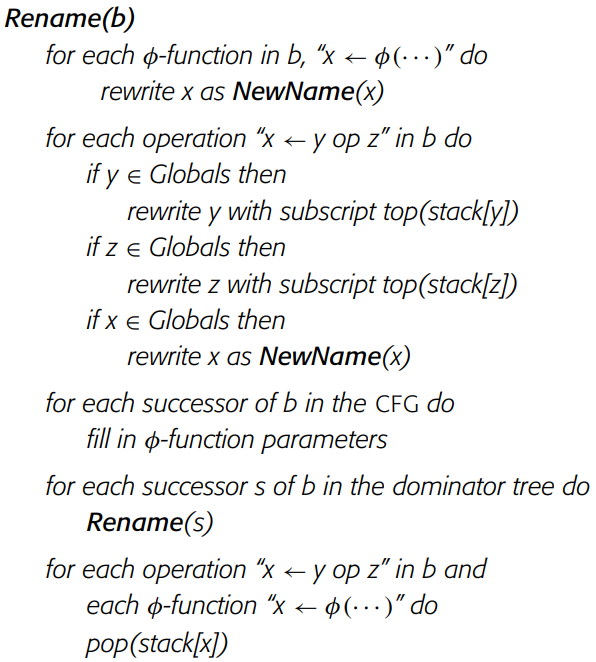 Rename(b)
for each ϕ-function in b, “x ← ϕ(···)” do
rewrite x as NewName(x)
for each operation “x ← y op z” in b do
if y ∈ Globals then
rewrite y with subscript top(stack[y])
if z ∈ Globals then
rewrite z with subscript top(stack[z])
if x ∈ Globals then
rewrite x as NewName(x)
for each successor of b in the CFG do
fill in ϕ-function parameters
for each successor s of b in the dominator tree do
Rename(s)
for each operation “x ← y op z” in b and
each ϕ-function “x ← ϕ(···)” do
pop(stack[x])